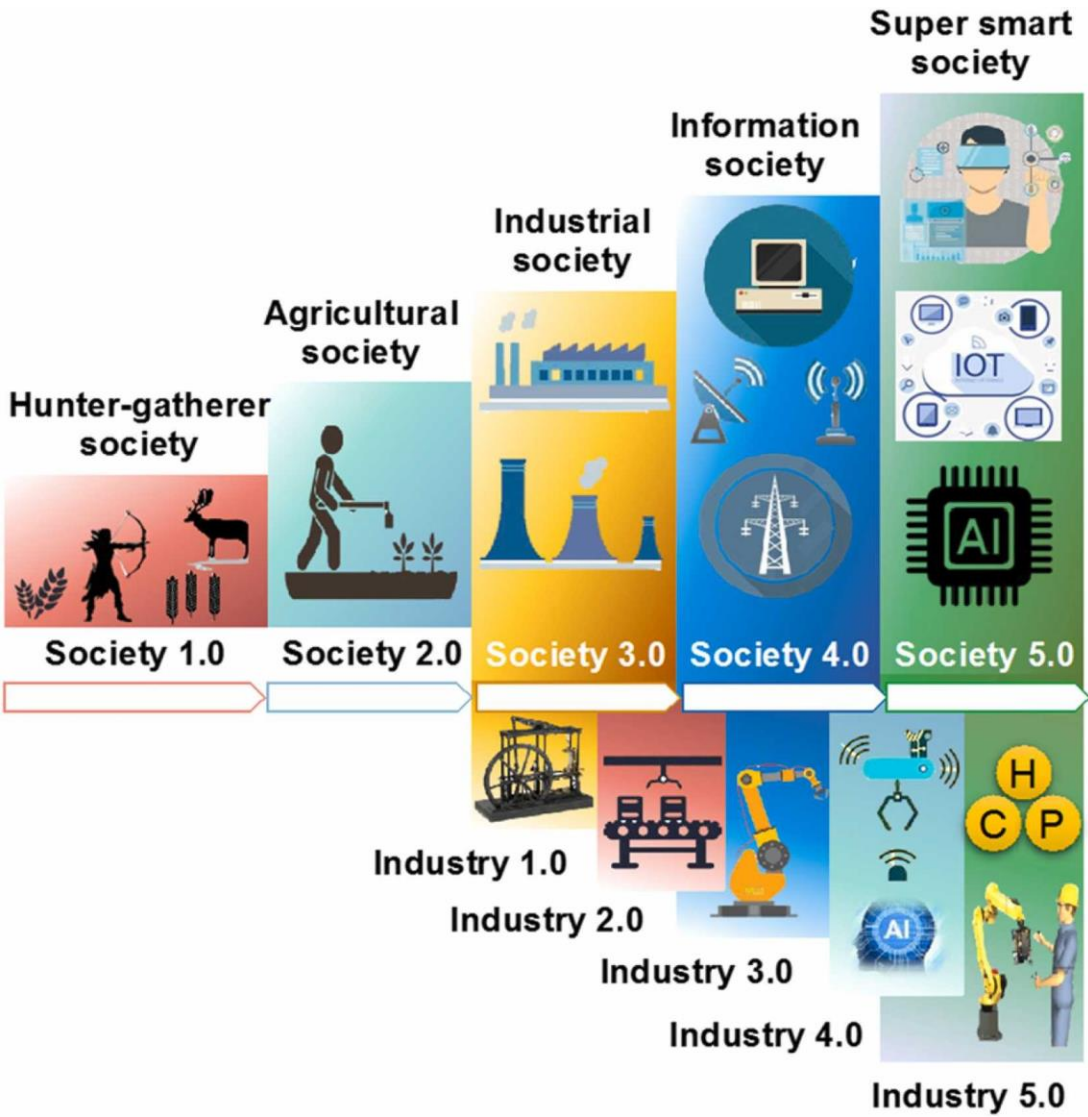 Super smart
society
Information
society
Industrial
society
Agricultural
society
Hunter-gatherer
society
IOT
AI
Society 1.0
Society 2.0
Society 3.0
Society 4.0
Society 5.0
H
C
P
Industry 1.0
Industry 2.0
AI
Industry 3.0
Industry 4.0
Industry 5.0